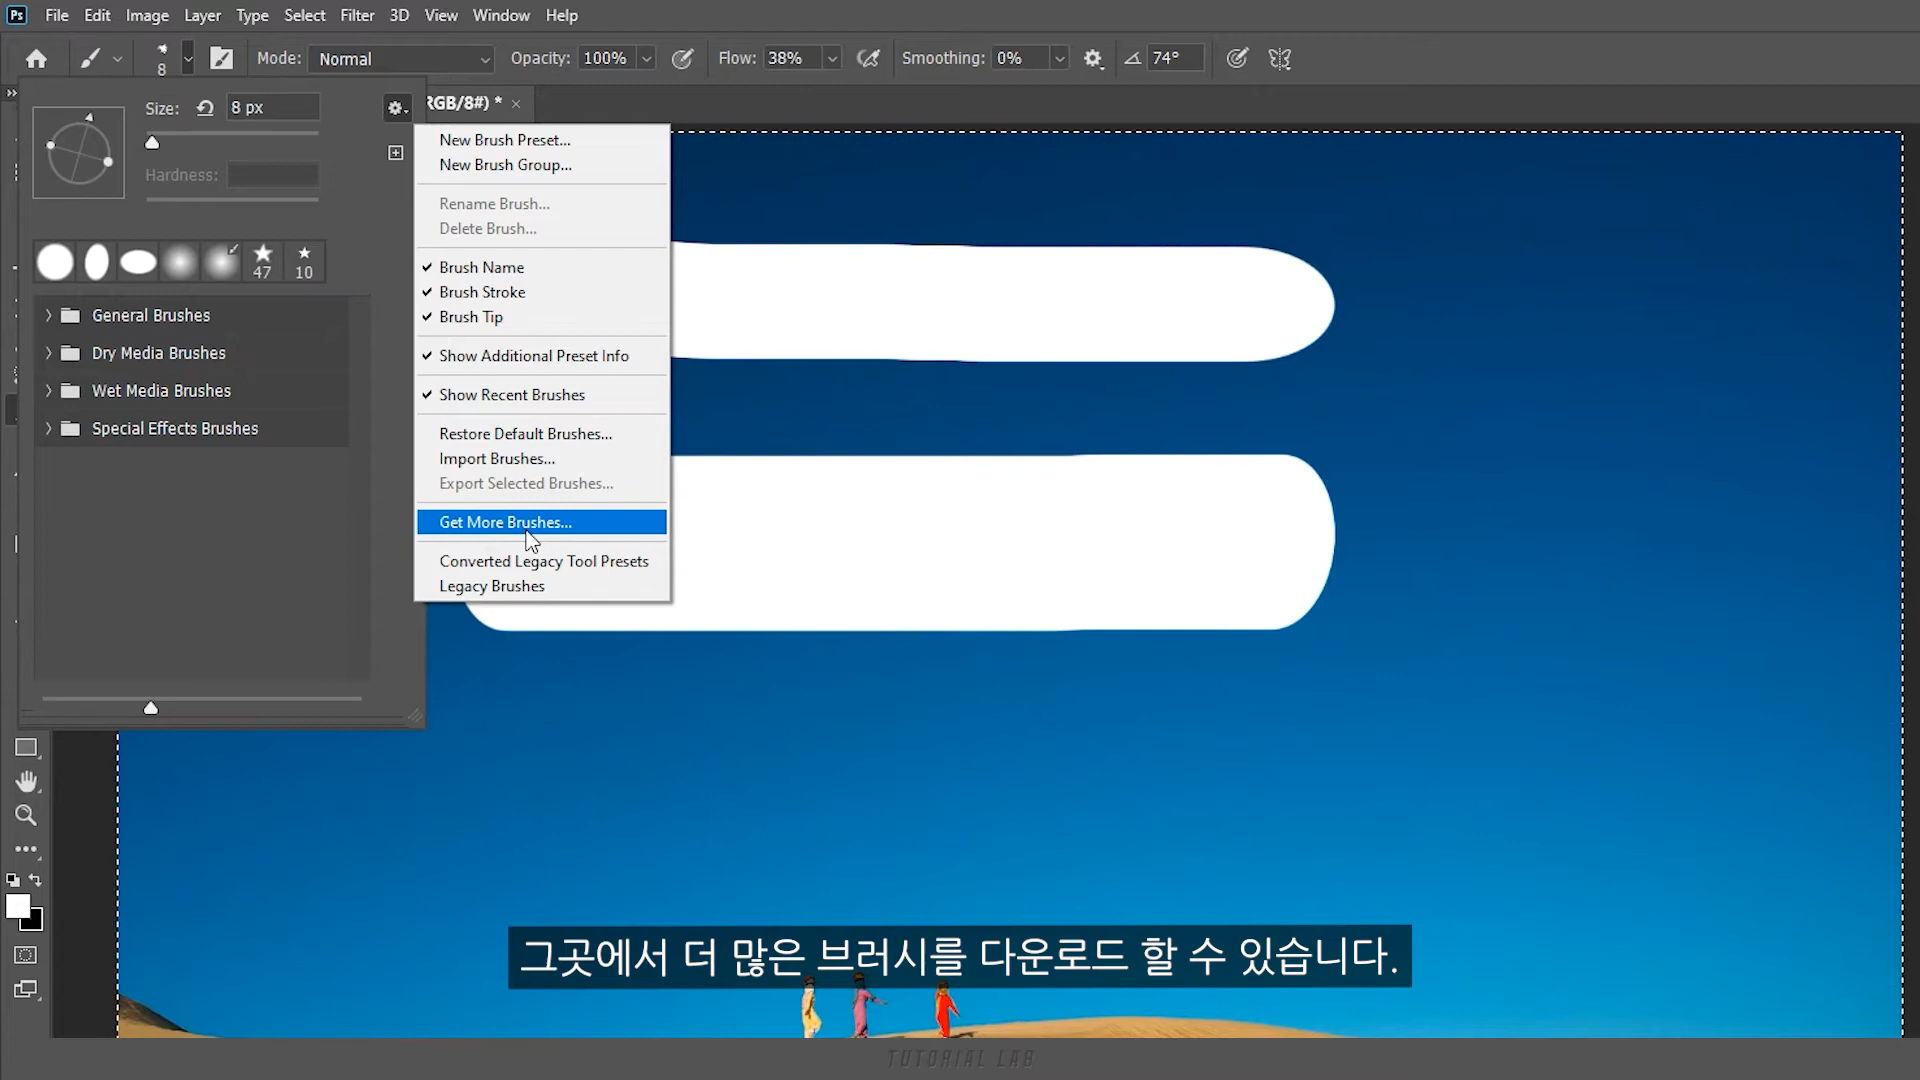 Ps File Edit Image Layer Type Select Filter 3D View Window Help
8 Mode: Normal Opacity: 100% Flow: 38% Smoothing: 0% 74°
RGB/8#) * ×
Size: 8 px
Hardness:
47 10
General Brushes
Dry Media Brushes
Wet Media Brushes
Special Effects Brushes
New Brush Preset...
New Brush Group...
Rename Brush...
Delete Brush...
Brush Name
Brush Stroke
Brush Tip
Show Additional Preset Info
Show Recent Brushes
Restore Default Brushes...
Import Brushes...
Export Selected Brushes...
Get More Brushes...
Converted Legacy Tool Presets
Legacy Brushes
그곳에서 더 많은 브러시를 다운로드 할 수 있습니다.
TUTORIAL LAB